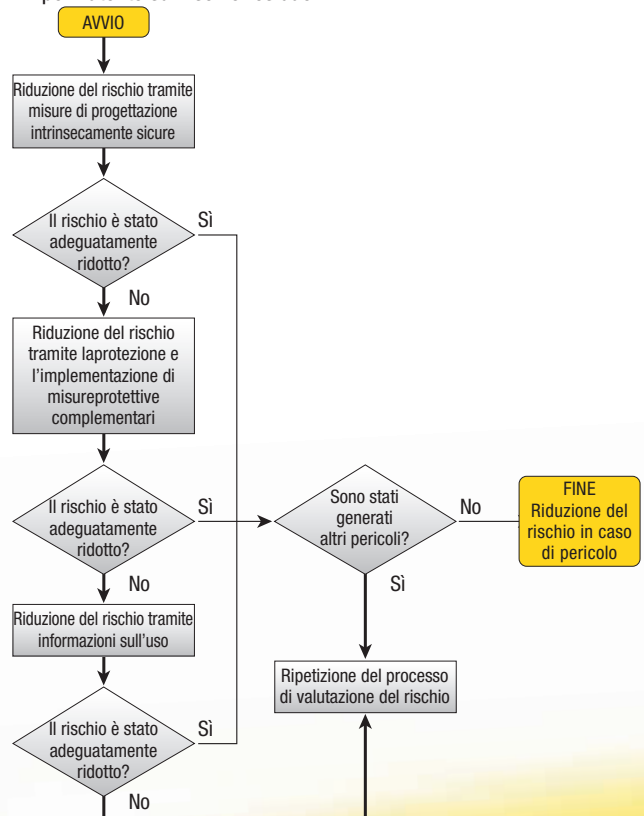 AVVIO
Riduzione del rischio tramite
misure di progettazione
intrinsecamente sicure
Il rischio è stato
adeguatamente
ridotto?
Sì
No
Riduzione del rischio
tramite laprotezione e
l'implementazione di
misureprotettive
complementari
Il rischio è stato
adeguatamente
ridotto?
Sì
No
Sono stati
generati
altri pericoli?
No
Sì
FINE
Riduzione del
rischio in caso
di pericolo
Riduzione del rischio tramite
informazioni sull'uso
Ripetizione del processo
di valutazione del rischio
Il rischio è stato
adeguatamente
ridotto?
Sì
No